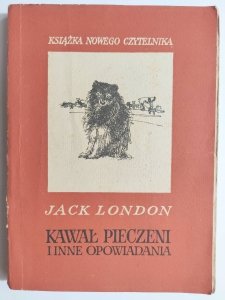 KSIĄŻKA NOWEGO CZYTELNIKA
JACK LONDON
KAWAŁ PIECZENI
I INNE OPOWIADANIA